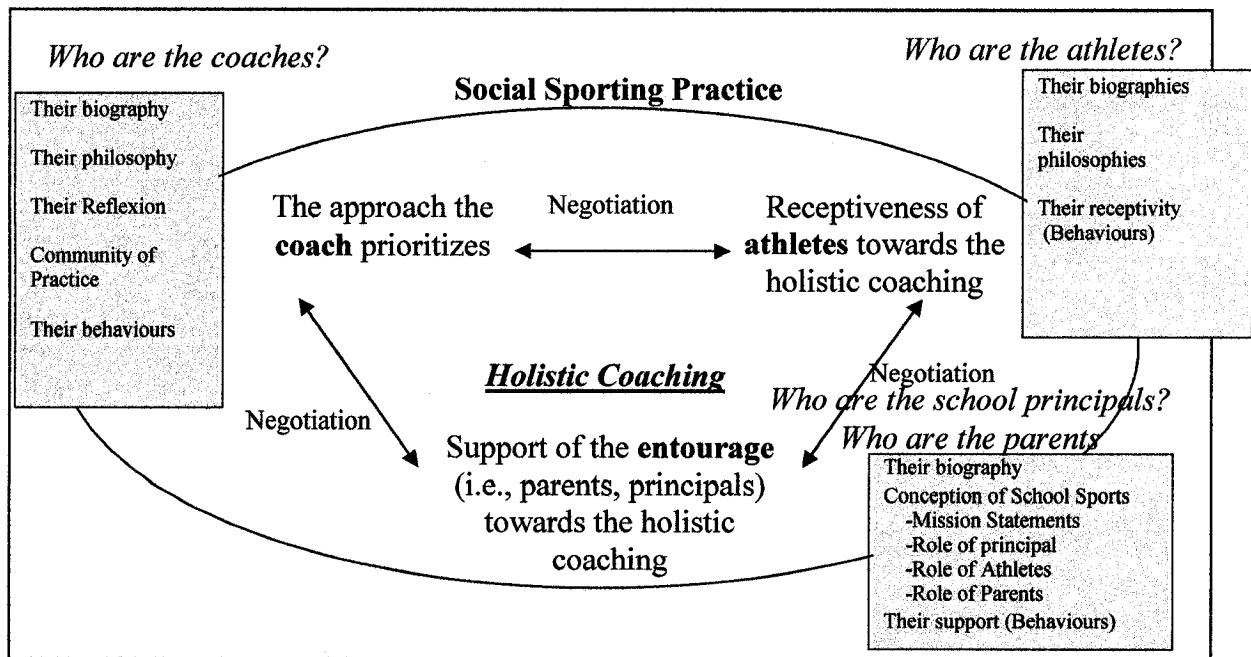 Who are the coaches?
Their biography
Their philosophy
Their Reflexion
Community of
Practice
Their behaviours
Social Sporting Practice
Who are the athletes?
Their biographies
Their
philosophies
Their receptivity
(Behaviours)
The approach the
coach prioritizes
Negotiation
Receptiveness of
athletes towards the
holistic coaching
Holistic Coaching
Negotiation
Negotiation
Support of the entourage
(i.e., parents, principals)
towards the holistic
coaching
Who are the school principals?
Who are the parents
Their biography
Conception of School Sports
-Mission Statements
-Role of principal
-Role of Athletes
-Role of Parents
Their support (Behaviours)